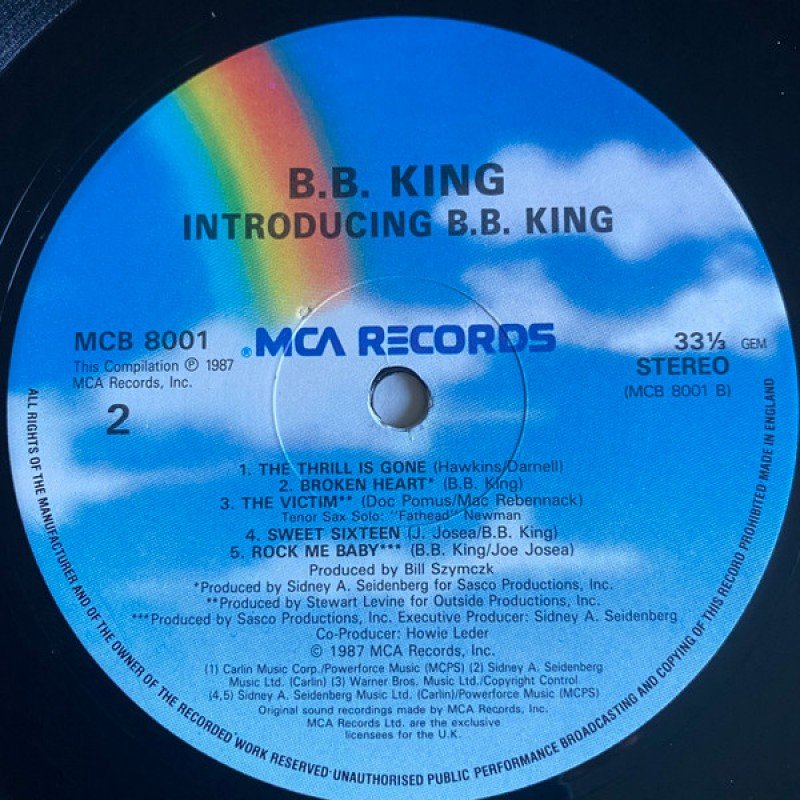 B.B. KING
INTRODUCING B.B. KING
MCB 8001
This Compilation ℗ 1987
MCA Records, Inc.
2
®MCA RECORDS
33⅓ GEM
STEREO
(MCB 8001 B)
1. THE THRILL IS GONE (Hawkins/Darnell)
2. BROKEN HEART* (B.B. King)
3. THE VICTIM** (Doc Pomus/Mac Rebennack)
Tenor Sax Solo: "Fathead" Newman
4. SWEET SIXTEEN (J. Josea/B.B. King)
5. ROCK ME BABY*** (B.B. King/Joe Josea)
Produced by Bill Szymczk
*Produced by Sidney A. Seidenberg for Sasco Productions, Inc.
**Produced by Stewart Levine for Outside Productions, Inc.
***Produced by Sasco Productions, Inc. Executive Producer: Sidney A. Seidenberg
Co-Producer: Howie Leder
© 1987 MCA Records, Inc.
(1) Carlin Music Corp./Powerforce Music (MCPS) (2) Sidney A. Seidenberg
Music Ltd. (Carlin) (3) Warner Bros. Music Ltd./Copyright Control
(4,5) Sidney A. Seidenberg Music Ltd. (Carlin)/Powerforce Music (MCPS)
Original sound recordings made by MCA Records, Inc.
MCA Records Ltd. are the exclusive
licensees for the U.K.
ALL RIGHTS OF THE MANUFACTURER AND OF THE OWNER OF THE RECORDED WORK RESERVED·UNAUTHORISED PUBLIC PERFORMANCE BROADCASTING AND COPYING OF THIS RECORD PROHIBITED MADE IN ENGLAND